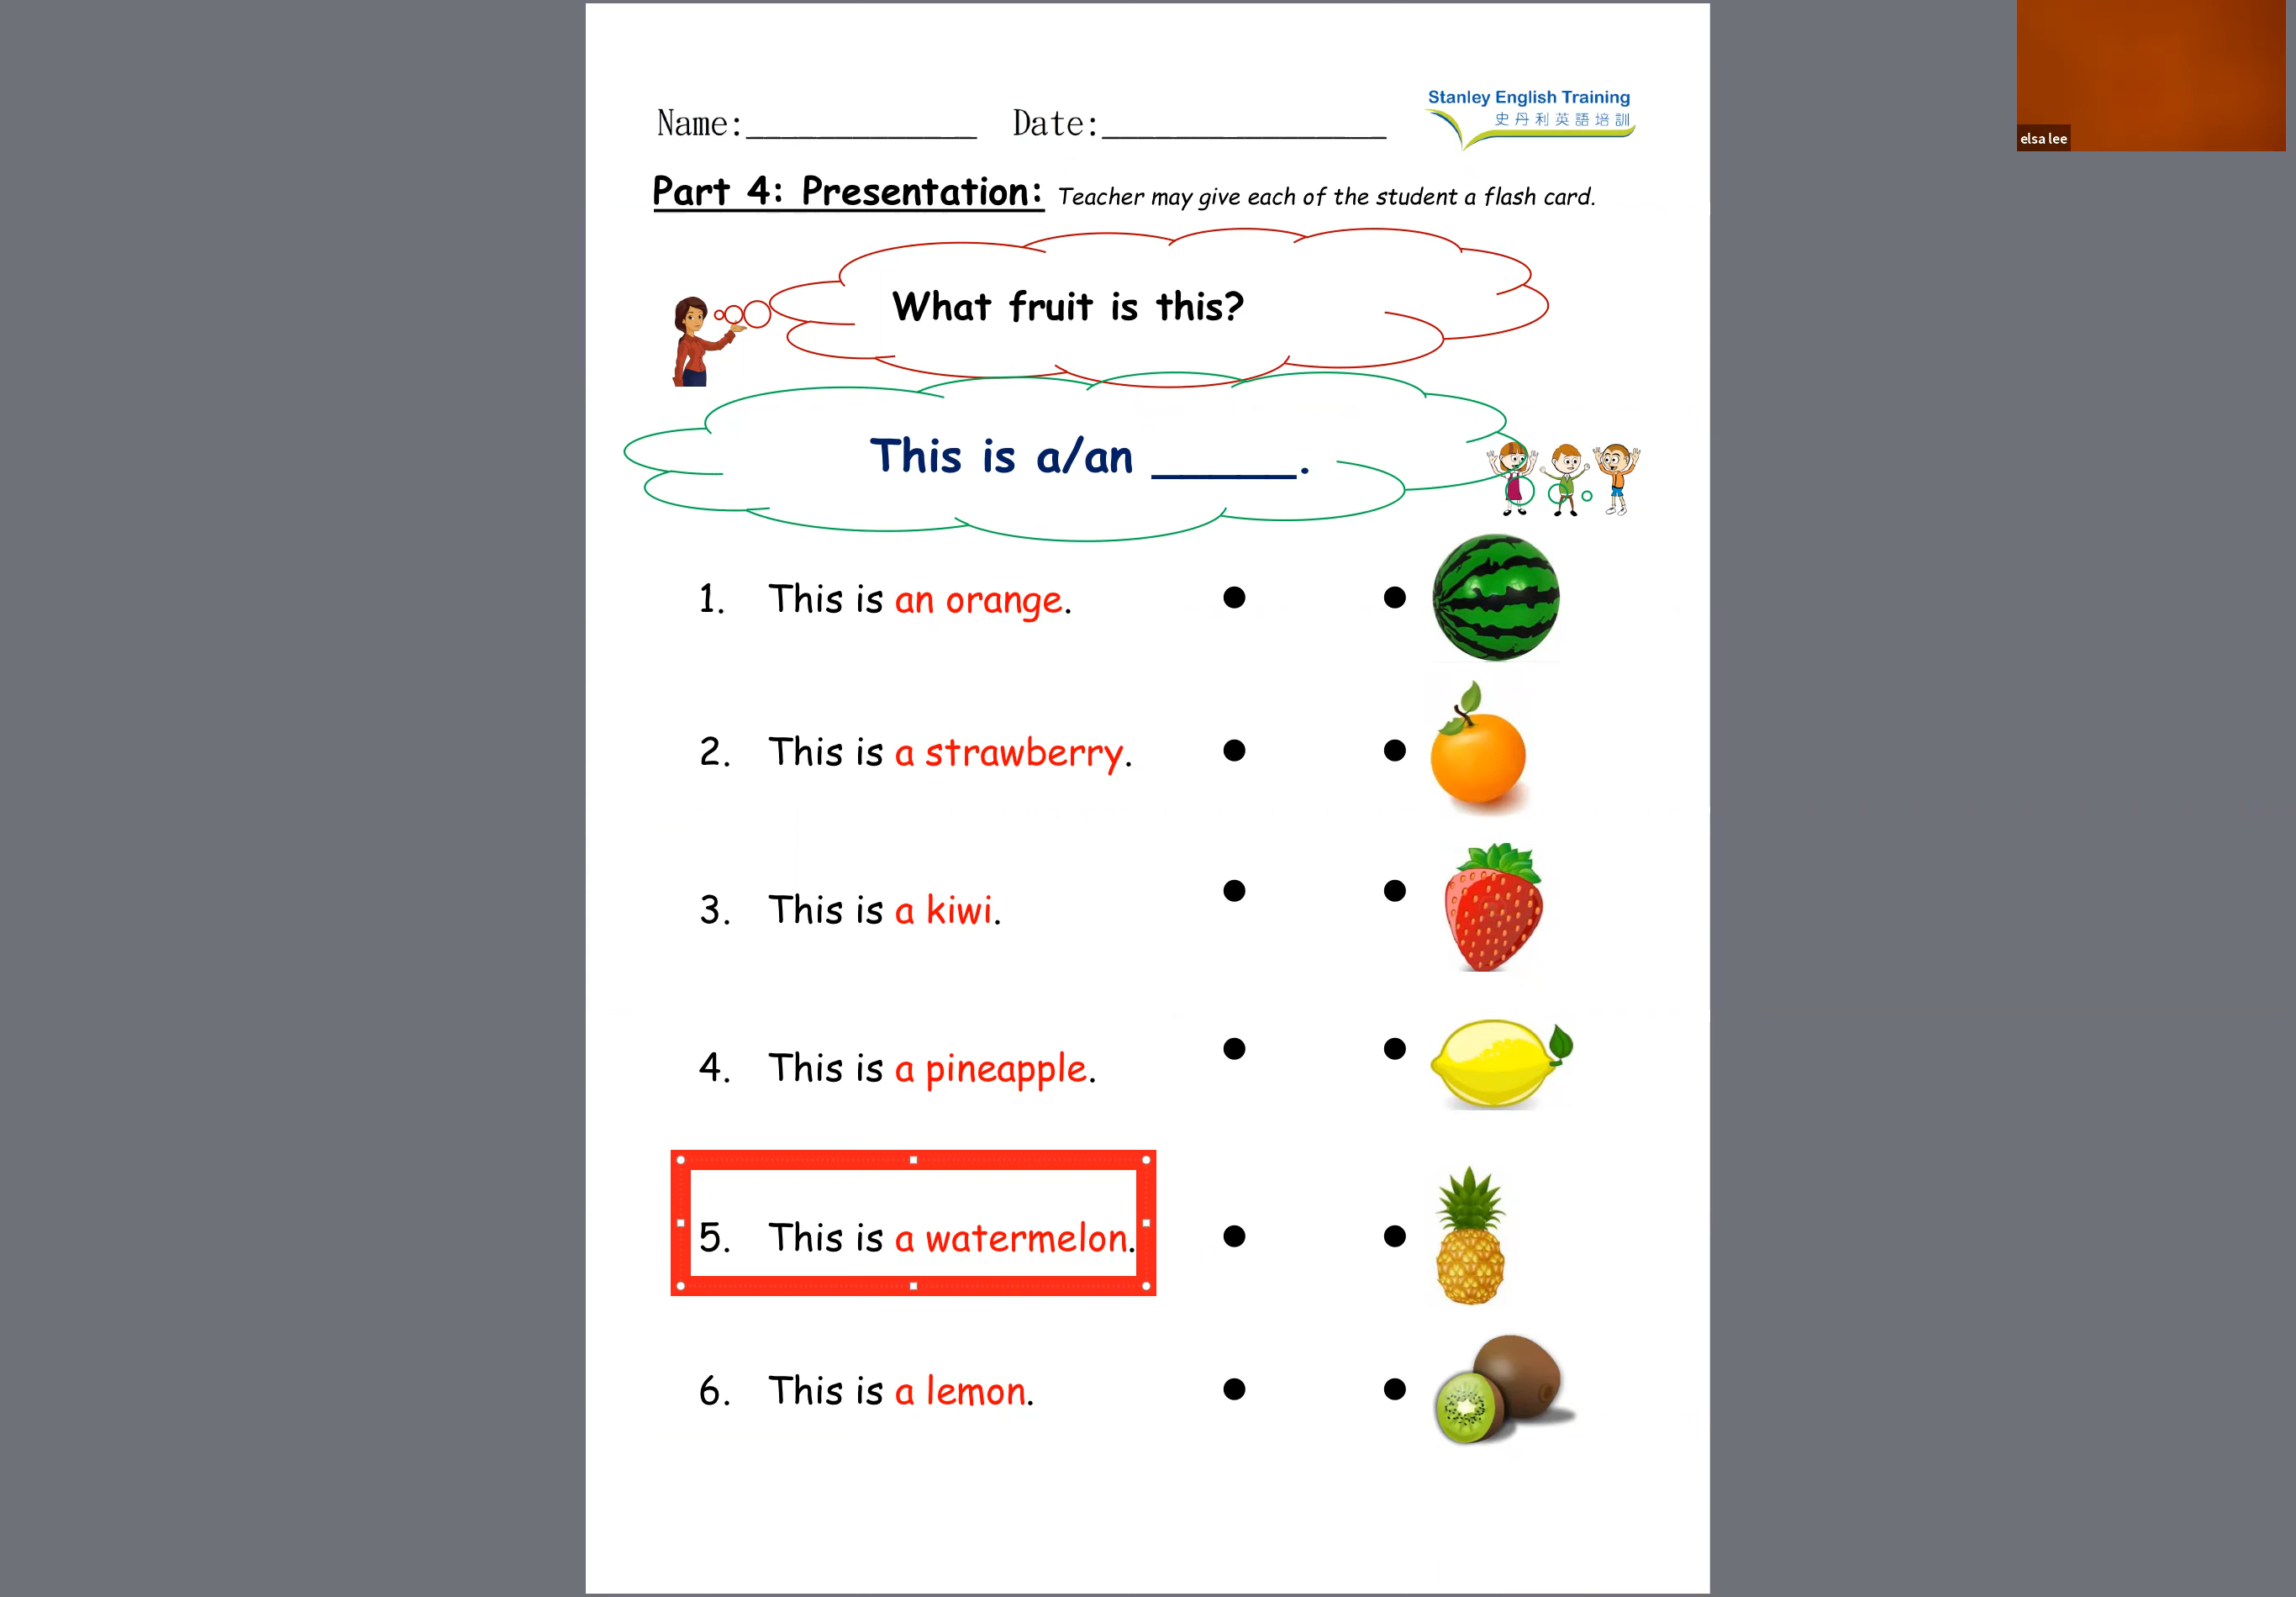 Stanley English Training
史丹利英語培訓
Name:____________ Date:_______________
Part 4: Presentation: Teacher may give each of the student a flash card.
What fruit is this?
This is a/an ______.
1. This is an orange.
2. This is a strawberry.
3. This is a kiwi.
4. This is a pineapple.
5. This is a watermelon.
6. This is a lemon.
elsa lee